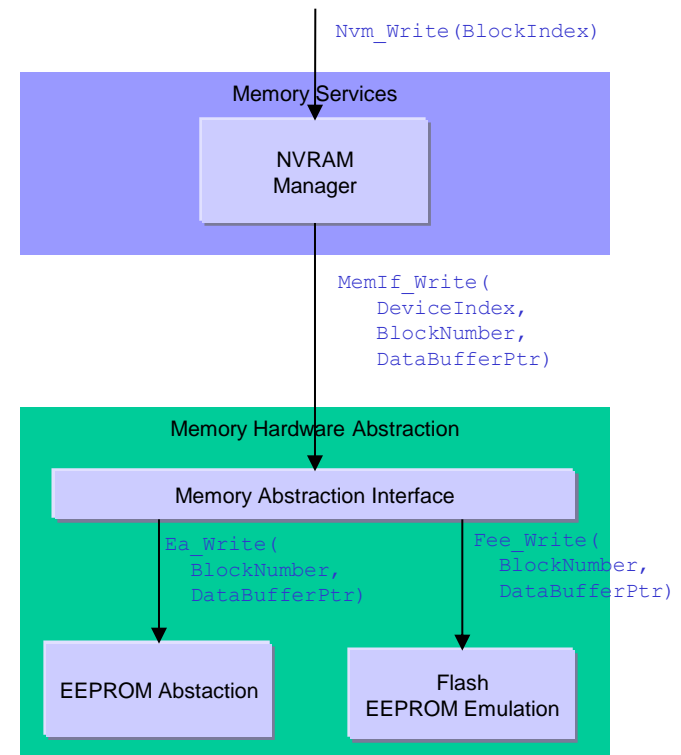 Nvm_Write(BlockIndex)
Memory Services
NVRAM
Manager
MemIf_Write(
DeviceIndex,
BlockNumber,
DataBufferPtr)
Memory Hardware Abstraction
Memory Abstraction Interface
Ea_Write(
BlockNumber,
DataBufferPtr)
Fee_Write(
BlockNumber,
DataBufferPtr)
EEPROM Abstaction
Flash
EEPROM Emulation